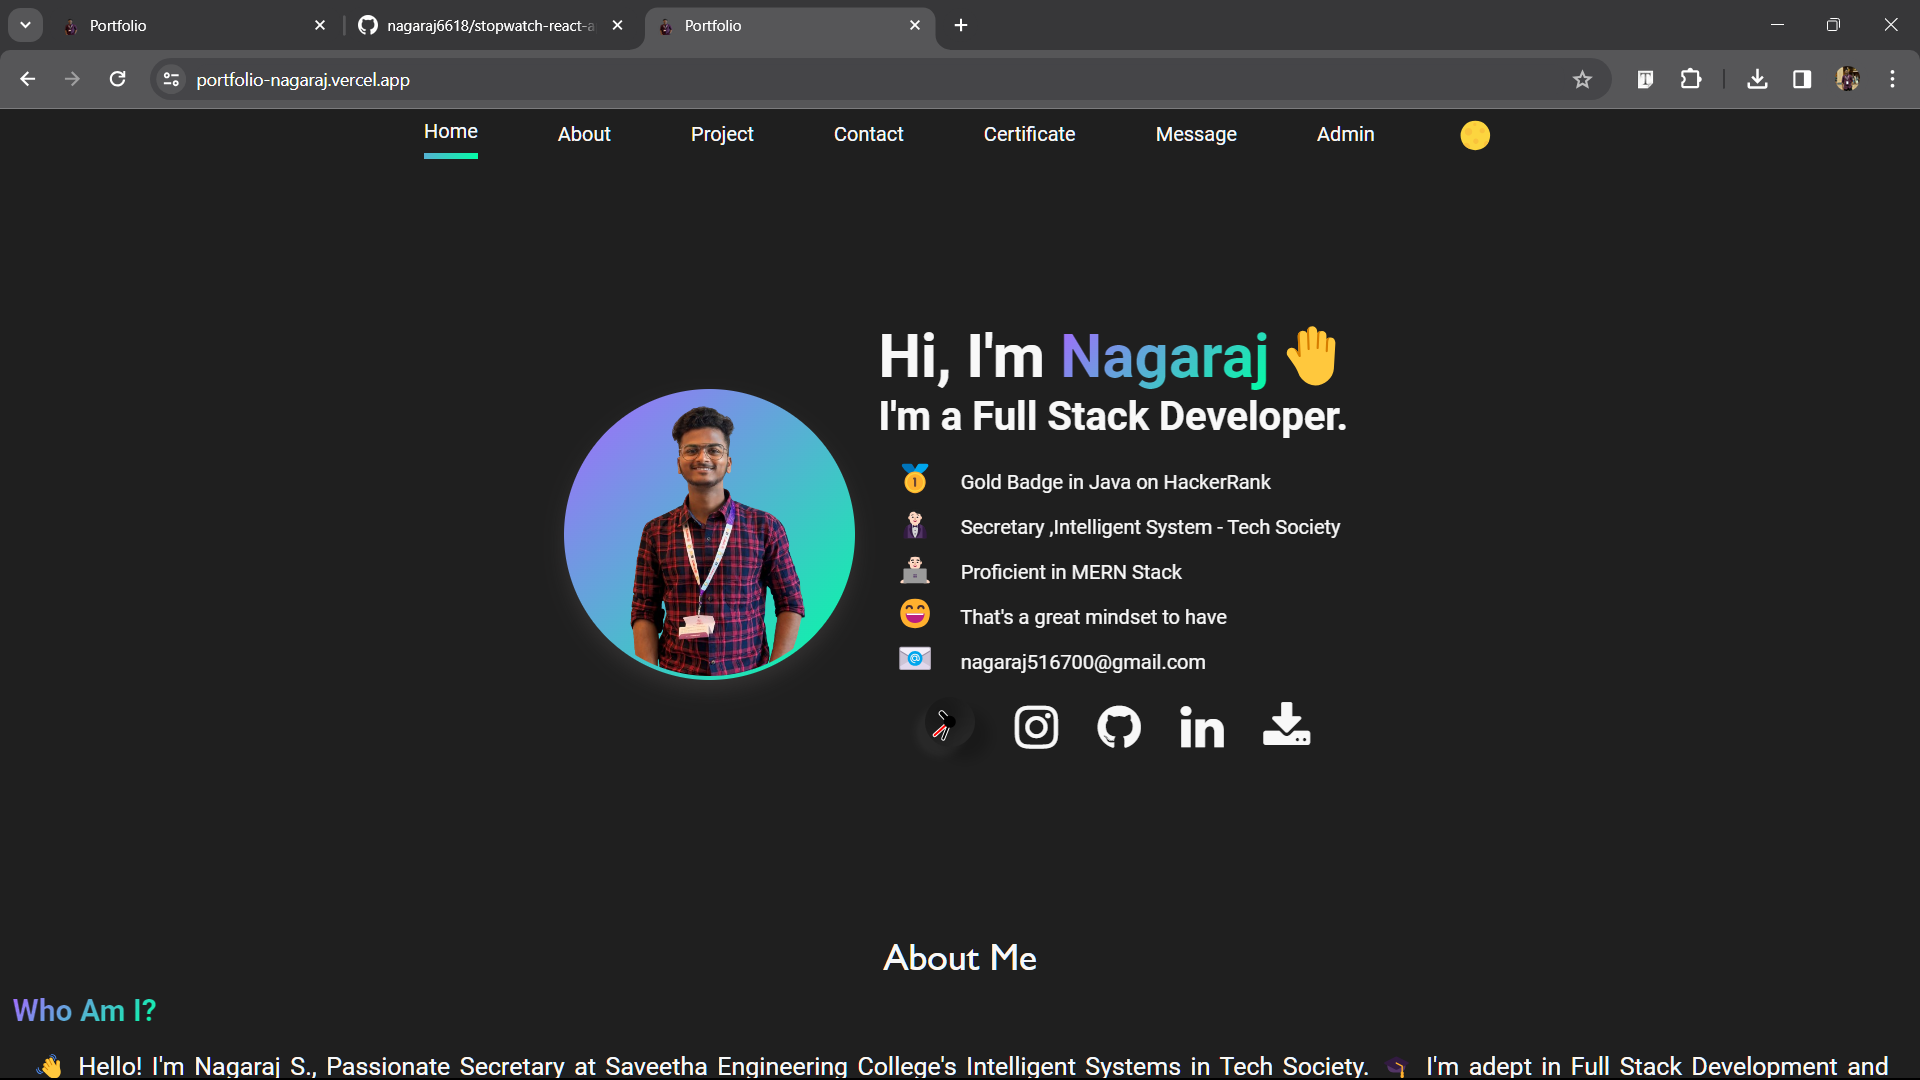 Portfolio
nagaraj6618/stopwatch-react-a
Portfolio
portfolio-nagaraj.vercel.app
Home About Project Contact Certificate Message Admin
Hi, I'm Nagaraj
I'm a Full Stack Developer.
Gold Badge in Java on HackerRank
Secretary ,Intelligent System - Tech Society
Proficient in MERN Stack
That's a great mindset to have
nagaraj516700@gmail.com
About Me
Who Am I?
Hello! I'm Nagaraj S., Passionate Secretary at Saveetha Engineering College's Intelligent Systems in Tech Society. I'm adept in Full Stack Development and